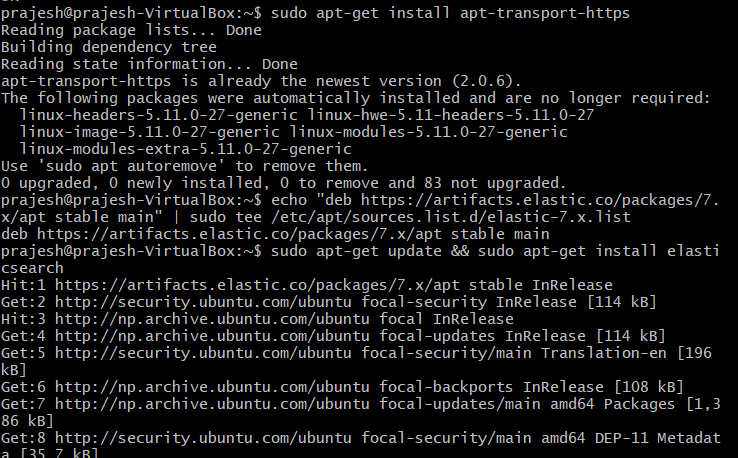 prajesh@prajesh-VirtualBox:~$ sudo apt-get install apt-transport-https
Reading package lists... Done
Building dependency tree
Reading state information... Done
apt-transport-https is already the newest version (2.0.6).
The following packages were automatically installed and are no longer required:
  linux-headers-5.11.0-27-generic linux-hwe-5.11-headers-5.11.0-27
  linux-image-5.11.0-27-generic linux-modules-5.11.0-27-generic
  linux-modules-extra-5.11.0-27-generic
Use 'sudo apt autoremove' to remove them.
0 upgraded, 0 newly installed, 0 to remove and 83 not upgraded.
prajesh@prajesh-VirtualBox:~$ echo "deb https://artifacts.elastic.co/packages/7.
x/apt stable main" | sudo tee /etc/apt/sources.list.d/elastic-7.x.list
deb https://artifacts.elastic.co/packages/7.x/apt stable main
prajesh@prajesh-VirtualBox:~$ sudo apt-get update && sudo apt-get install elasti
csearch
Hit:1 https://artifacts.elastic.co/packages/7.x/apt stable InRelease
Get:2 http://security.ubuntu.com/ubuntu focal-security InRelease [114 kB]
Hit:3 http://np.archive.ubuntu.com/ubuntu focal InRelease
Get:4 http://np.archive.ubuntu.com/ubuntu focal-updates InRelease [114 kB]
Get:5 http://security.ubuntu.com/ubuntu focal-security/main Translation-en [196
kB]
Get:6 http://np.archive.ubuntu.com/ubuntu focal-backports InRelease [108 kB]
Get:7 http://np.archive.ubuntu.com/ubuntu focal-updates/main amd64 Packages [1,3
86 kB]
Get:8 http://security.ubuntu.com/ubuntu focal-security/main amd64 DEP-11 Metadat
a [35.7 kB]